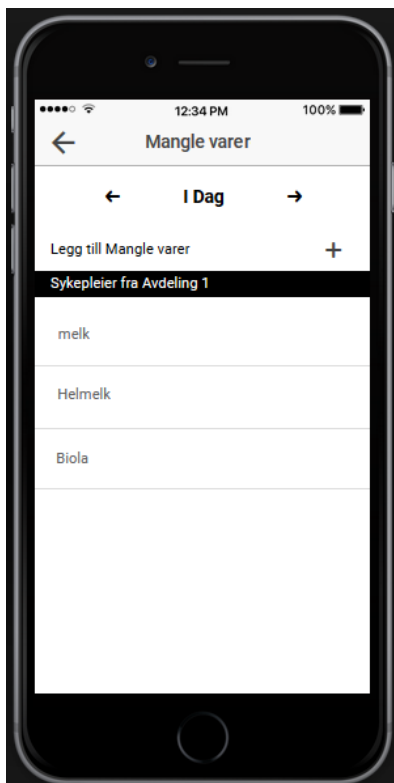 12:34 PM 100%
Mangle varer
I Dag
Legg till Mangle varer
Sykepleier fra Avdeling 1
melk
Helmelk
Biola